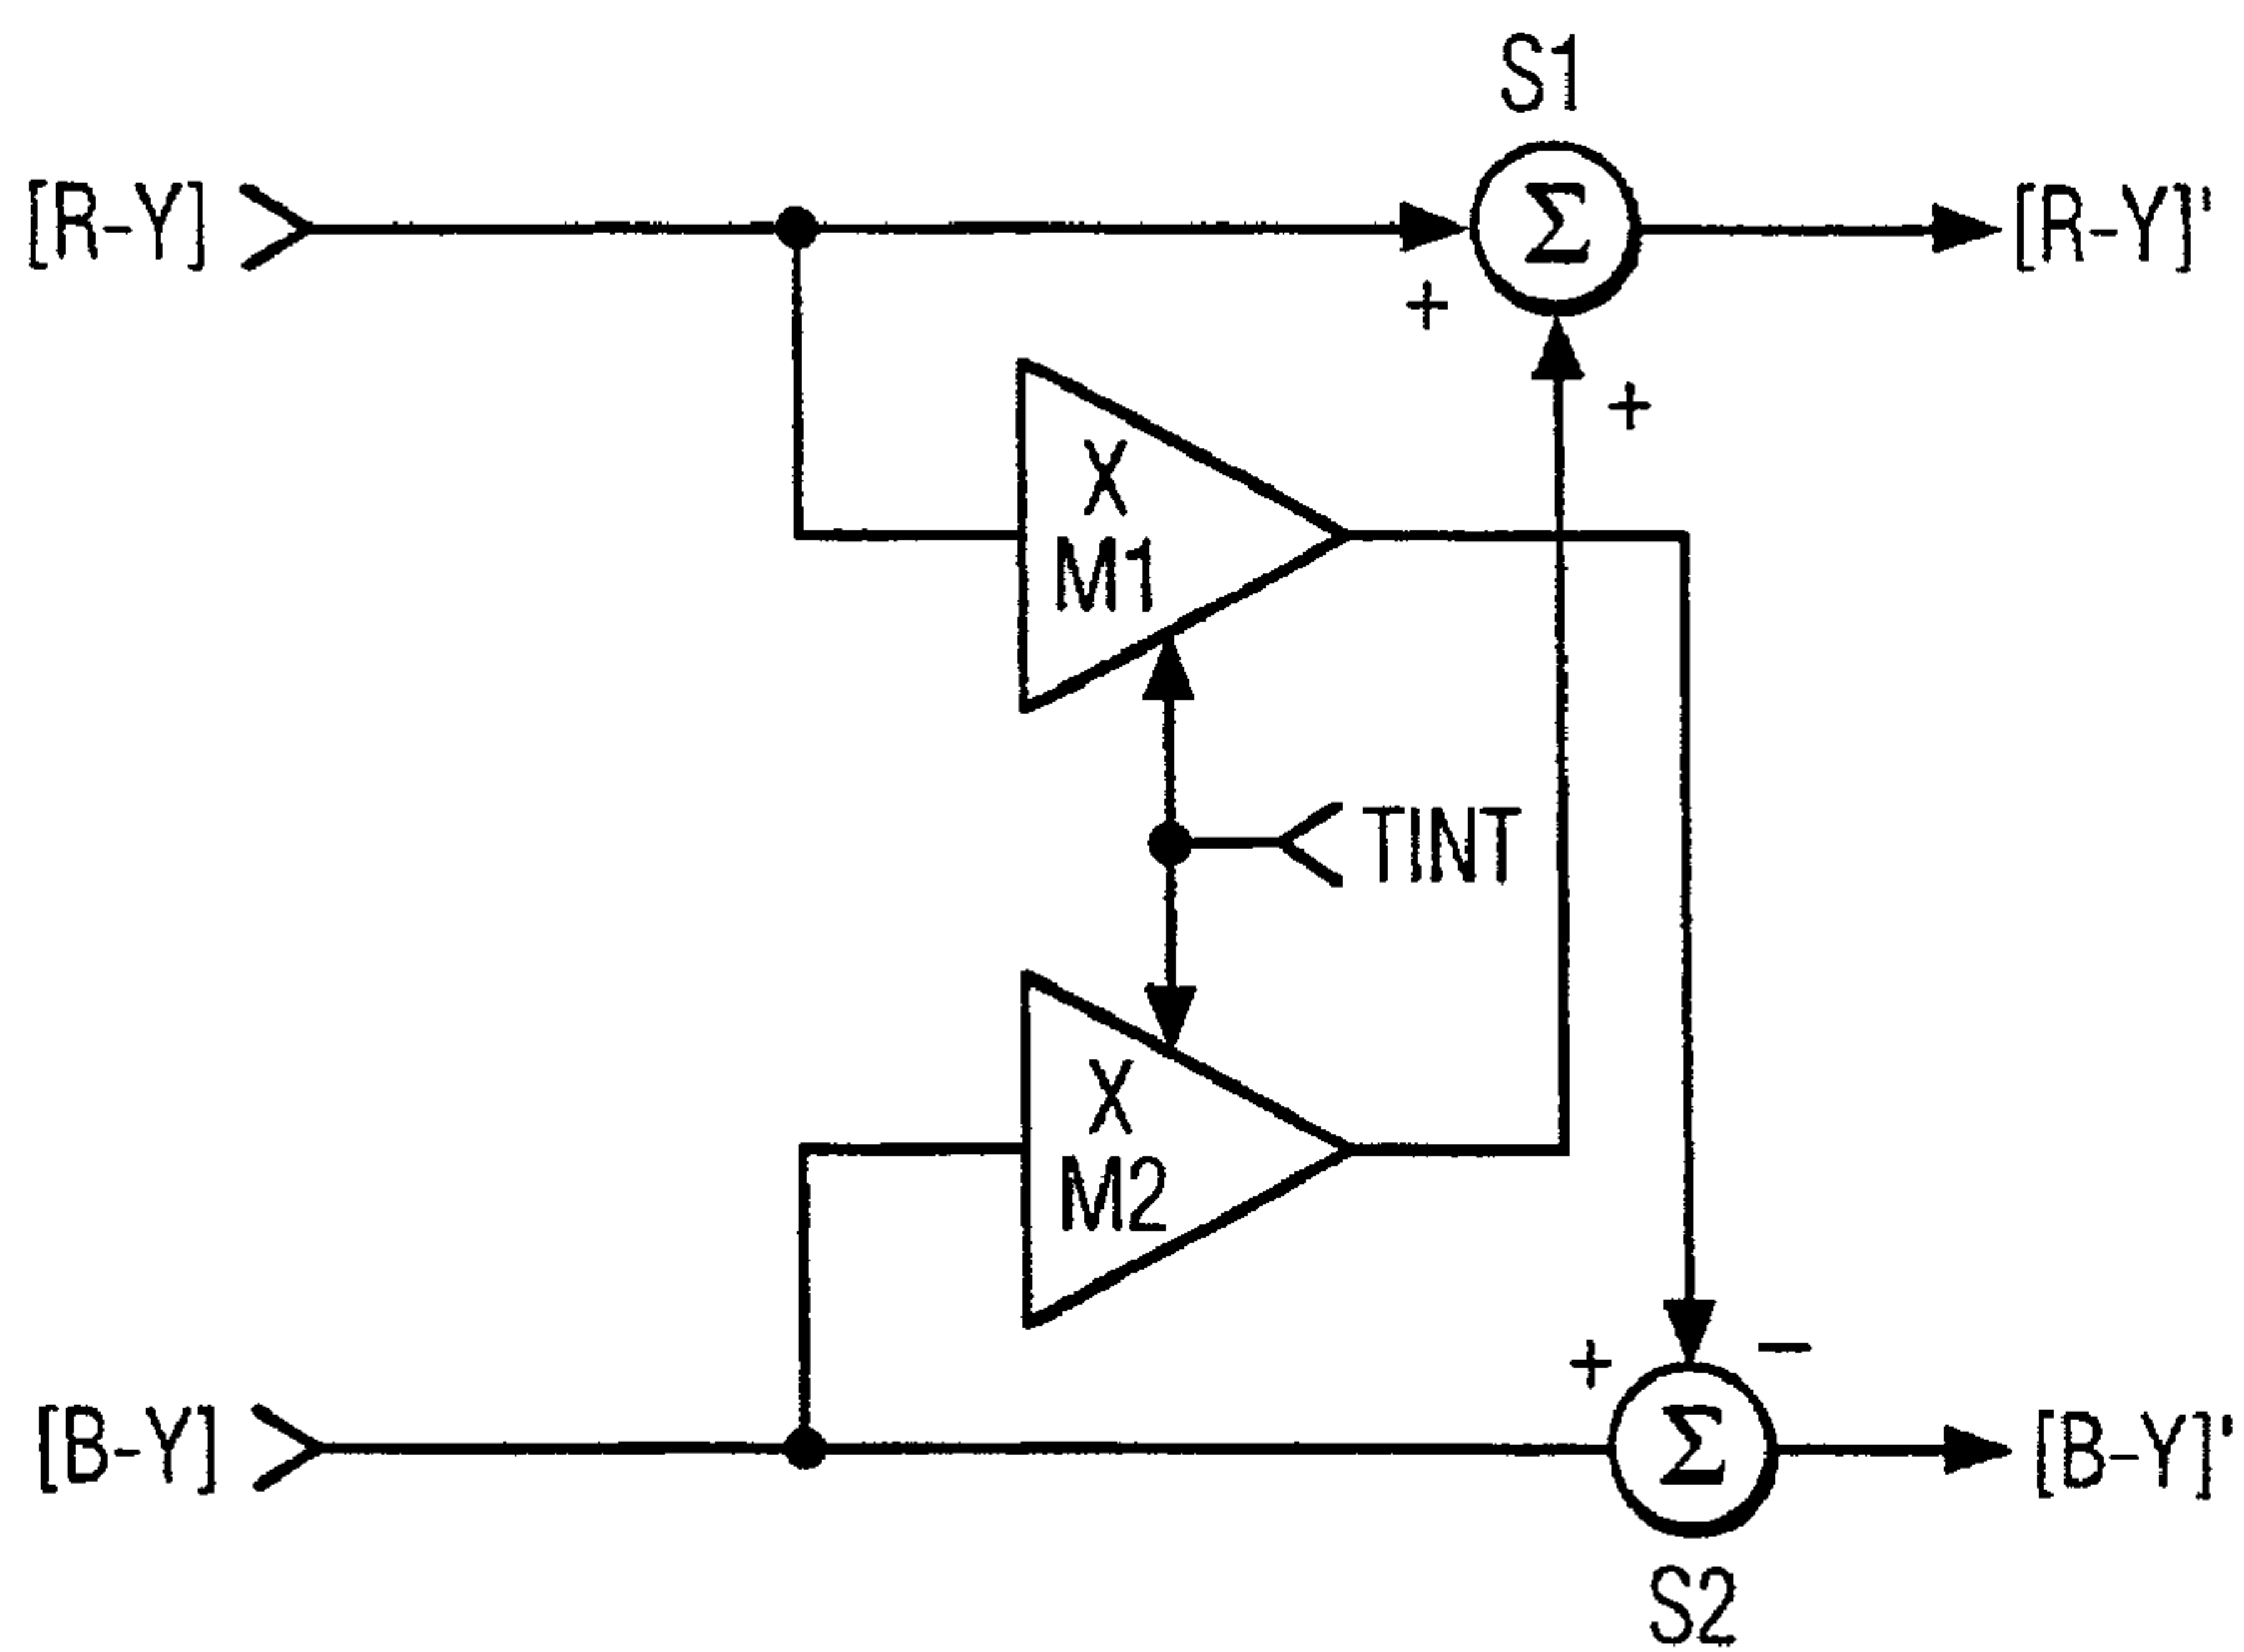 S1
[R-Y]
Σ
[R-Y]'
+
+
X
M1
TINT
X
M2
+
−
[B-Y]
Σ
[B-Y]'
S2